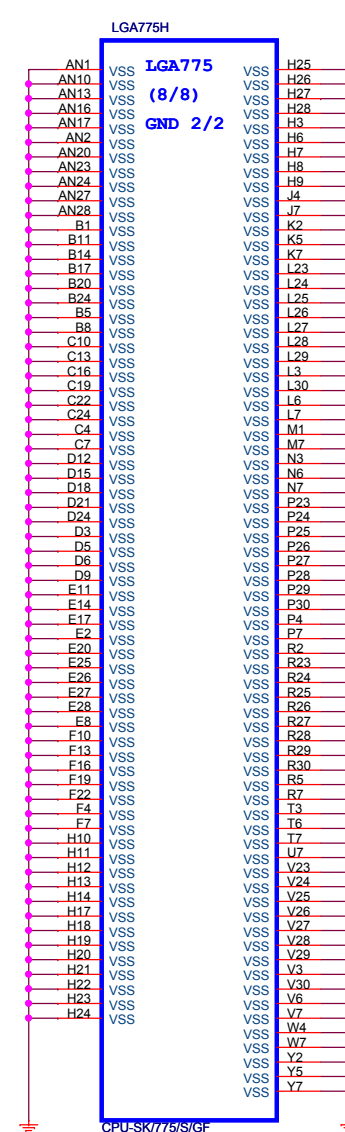 LGA775H
LGA775
(8/8)
GND 2/2
AN1 VSS VSS H25
AN10 VSS VSS H26
AN13 VSS VSS H27
AN16 VSS VSS H28
AN17 VSS VSS H3
AN2 VSS VSS H6
AN20 VSS VSS H7
AN23 VSS VSS H8
AN24 VSS VSS H9
AN27 VSS VSS J4
AN28 VSS VSS J7
B1 VSS VSS K2
B11 VSS VSS K5
B14 VSS VSS K7
B17 VSS VSS L23
B20 VSS VSS L24
B24 VSS VSS L25
B5 VSS VSS L26
B8 VSS VSS L27
C10 VSS VSS L28
C13 VSS VSS L29
C16 VSS VSS L3
C19 VSS VSS L30
C22 VSS VSS L6
C24 VSS VSS L7
C4 VSS VSS M1
C7 VSS VSS M7
D12 VSS VSS N3
D15 VSS VSS N6
D18 VSS VSS N7
D21 VSS VSS P23
D24 VSS VSS P24
D3 VSS VSS P25
D5 VSS VSS P26
D6 VSS VSS P27
D9 VSS VSS P28
E11 VSS VSS P29
E14 VSS VSS P30
E17 VSS VSS P4
E2 VSS VSS P7
E20 VSS VSS R2
E25 VSS VSS R23
E26 VSS VSS R24
E27 VSS VSS R25
E28 VSS VSS R26
E8 VSS VSS R27
F10 VSS VSS R28
F13 VSS VSS R29
F16 VSS VSS R30
F19 VSS VSS R5
F22 VSS VSS R7
F4 VSS VSS T3
F7 VSS VSS T6
H10 VSS VSS T7
H11 VSS VSS U7
H12 VSS VSS V23
H13 VSS VSS V24
H14 VSS VSS V25
H17 VSS VSS V26
H18 VSS VSS V27
H19 VSS VSS V28
H20 VSS VSS V29
H21 VSS VSS V3
H22 VSS VSS V30
H23 VSS VSS V6
H24 VSS VSS V7
VSS W4
VSS W7
VSS Y2
VSS Y5
VSS Y7
CPU-SK/775/S/GF